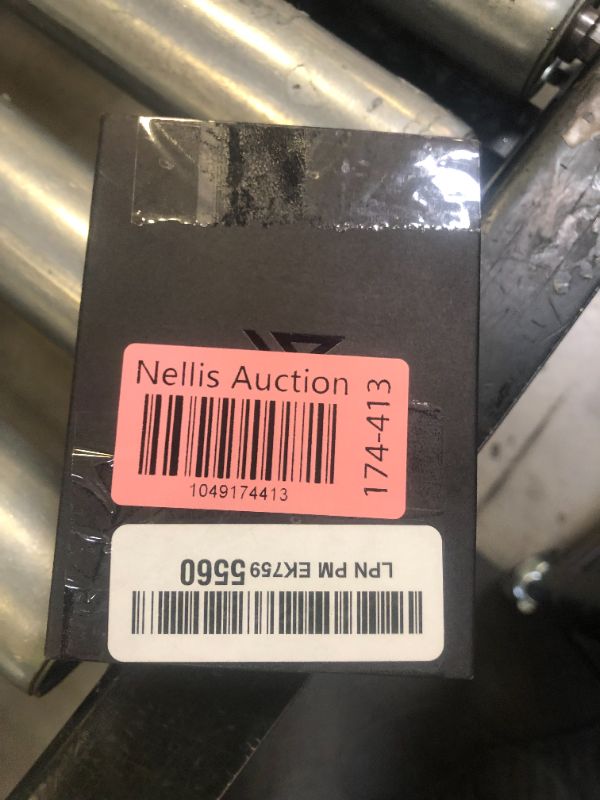 Nellis Auction
1049174413
174-413
LPN PM EK759 5560